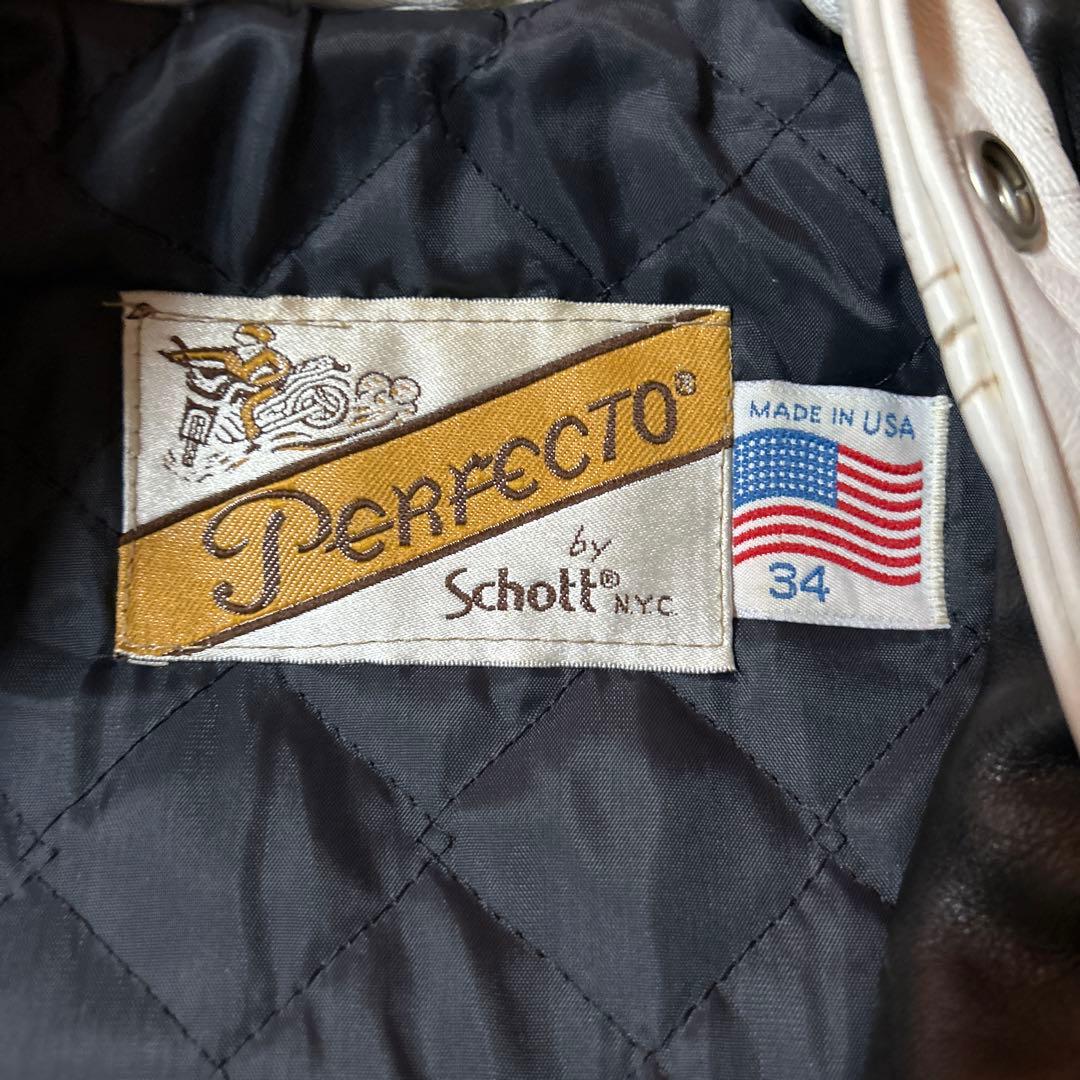 PERFECTO®
by
Schott® N.Y.C.
MADE IN USA
34